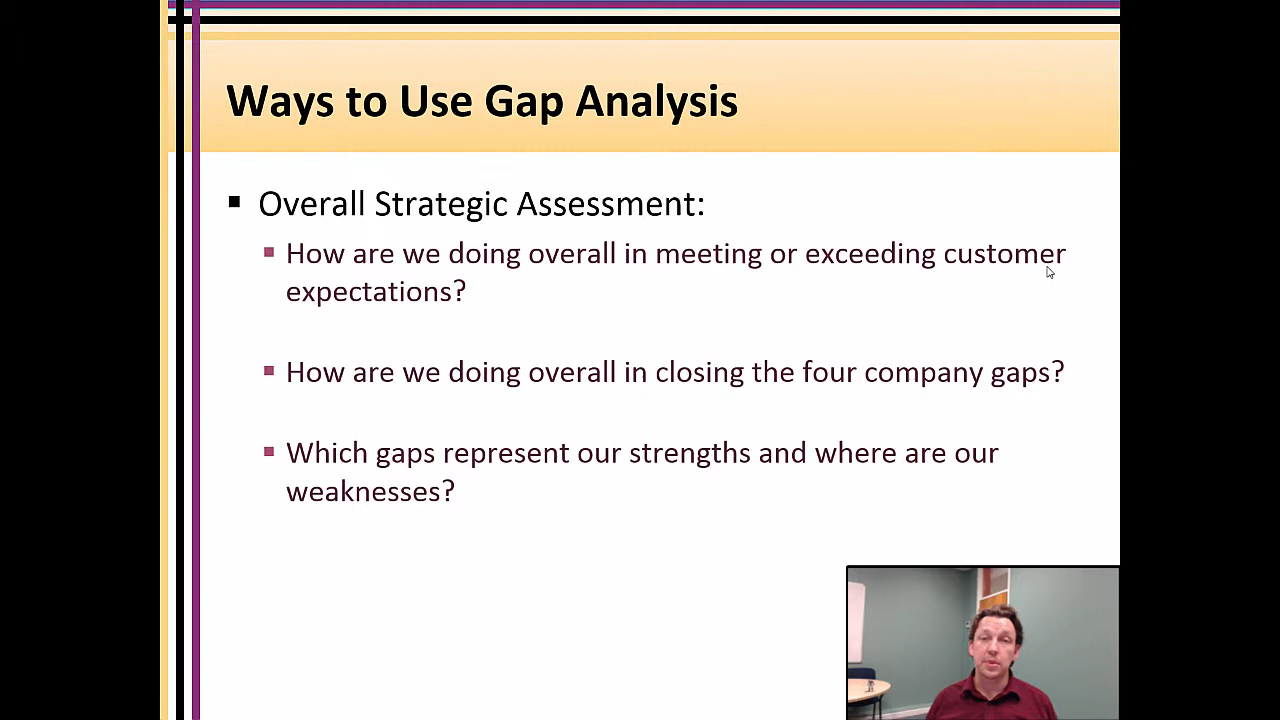 Ways to Use Gap Analysis
Overall Strategic Assessment:
How are we doing overall in meeting or exceeding customer
expectations?
How are we doing overall in closing the four company gaps?
Which gaps represent our strengths and where are our
weaknesses?